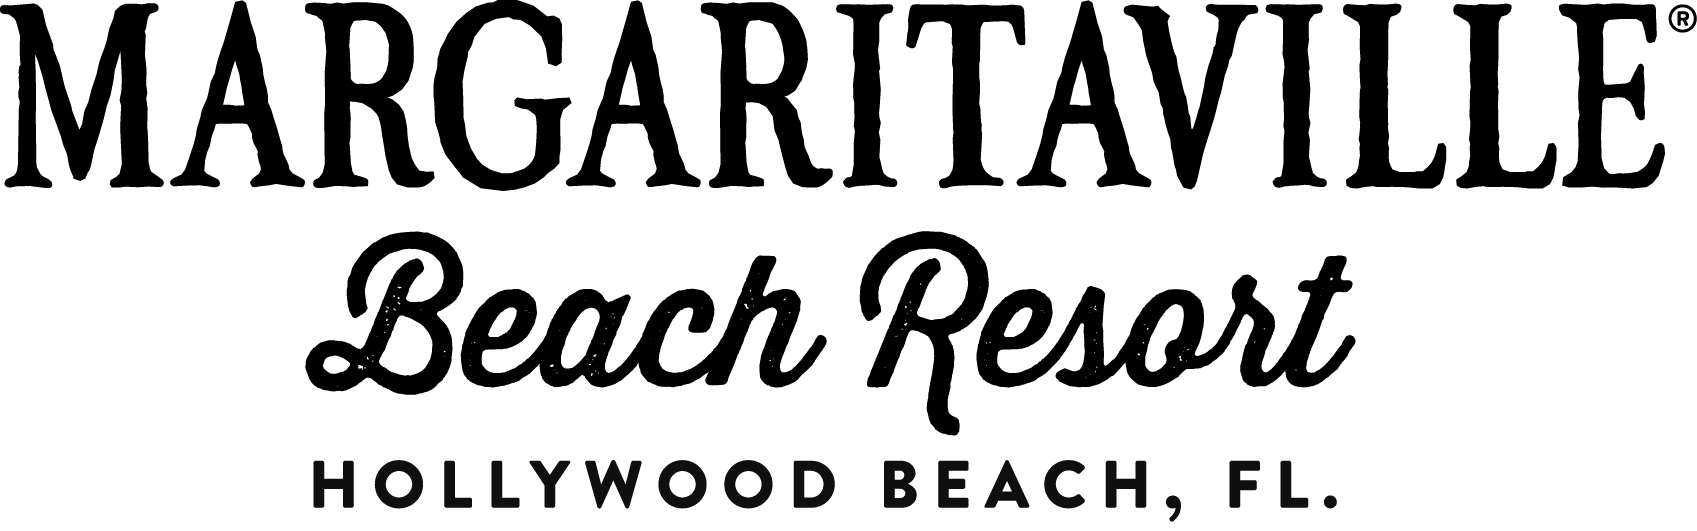 MARGARITAVILLE®
Beach Resort
HOLLYWOOD BEACH, FL.